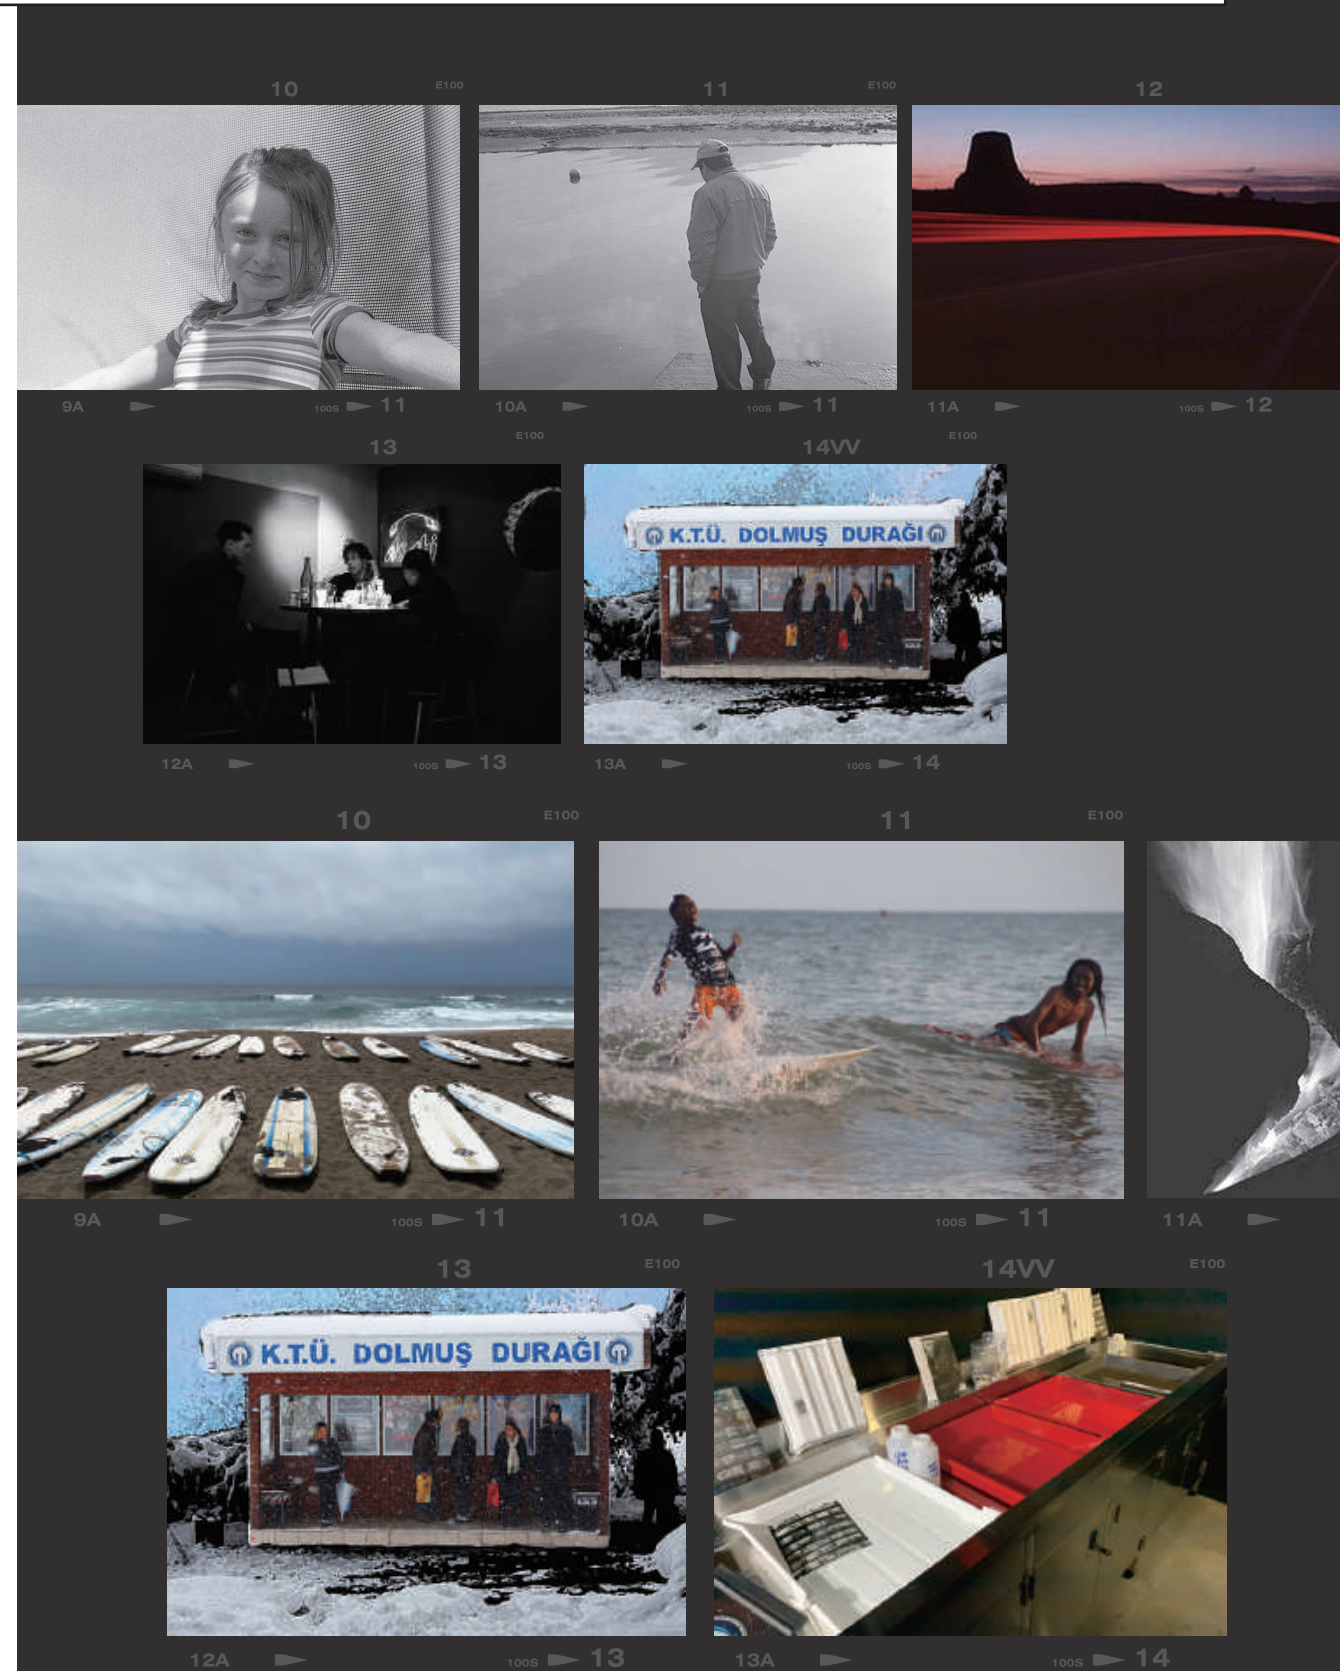 10 E100 11 E100 12
9A 100S 11 10A 100S 11 11A 100S 12
13 E100 14VV E100
K.T.Ü. DOLMUŞ DURAĞI
12A 100S 13 13A 100S 14
10 E100 11 E100
9A 100S 11 10A 100S 11 11A
13 E100 14VV E100
K.T.Ü. DOLMUŞ DURAĞI
12A 100S 13 13A 100S 14